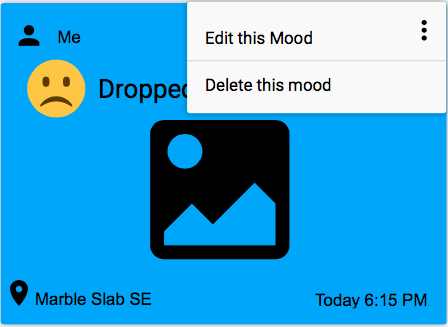 Me
Edit this Mood
Delete this mood
Dropped
Marble Slab SE
Today 6:15 PM